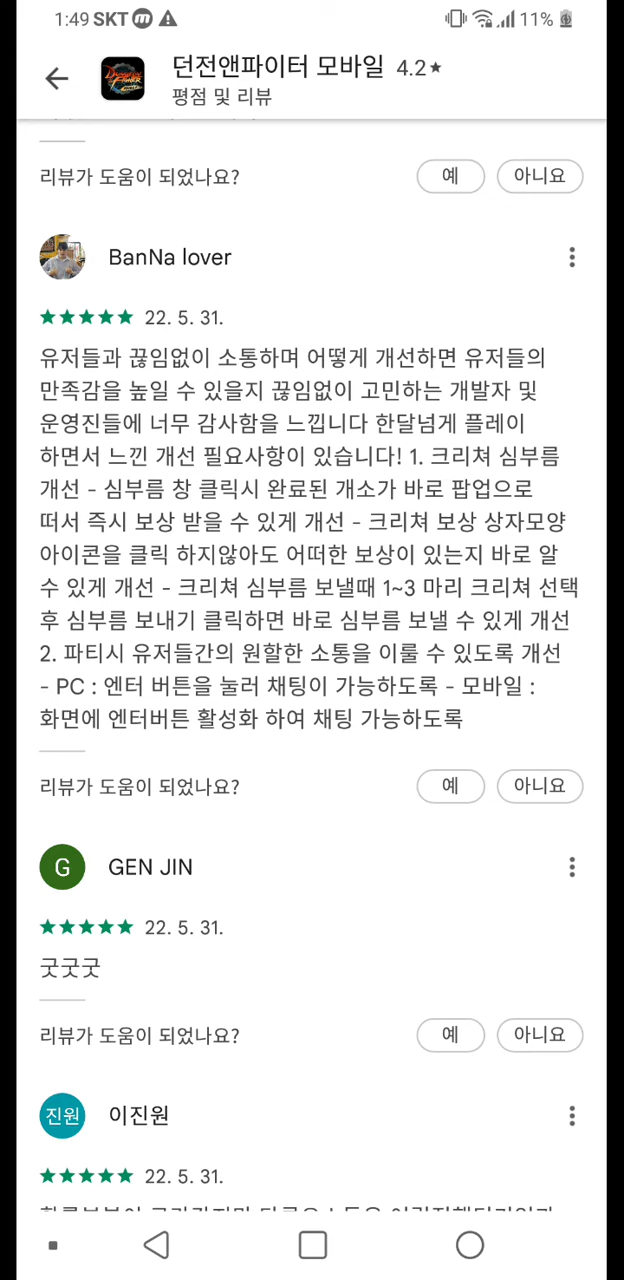 1:49 SKT 11%
던전앤파이터 모바일 4.2★
평점 및 리뷰
리뷰가 도움이 되었나요? 예 아니요
BanNa lover
★★★★★ 22. 5. 31.
유저들과 끊임없이 소통하며 어떻게 개선하면 유저들의
만족감을 높일 수 있을지 끊임없이 고민하는 개발자 및
운영진들에 너무 감사함을 느낍니다 한달넘게 플레이
하면서 느낀 개선 필요사항이 있습니다! 1. 크리쳐 심부름
개선 - 심부름 창 클릭시 완료된 개소가 바로 팝업으로
떠서 즉시 보상 받을 수 있게 개선 - 크리쳐 보상 상자모양
아이콘을 클릭 하지않아도 어떠한 보상이 있는지 바로 알
수 있게 개선 - 크리쳐 심부름 보낼때 1~3 마리 크리쳐 선택
후 심부름 보내기 클릭하면 바로 심부름 보낼 수 있게 개선
2. 파티시 유저들간의 원할한 소통을 이룰 수 있도록 개선
- PC : 엔터 버튼을 눌러 채팅이 가능하도록 - 모바일 :
화면에 엔터버튼 활성화 하여 채팅 가능하도록
리뷰가 도움이 되었나요? 예 아니요
G GEN JIN
★★★★★ 22. 5. 31.
굿굿굿
리뷰가 도움이 되었나요? 예 아니요
진원 이진원
★★★★★ 22. 5. 31.